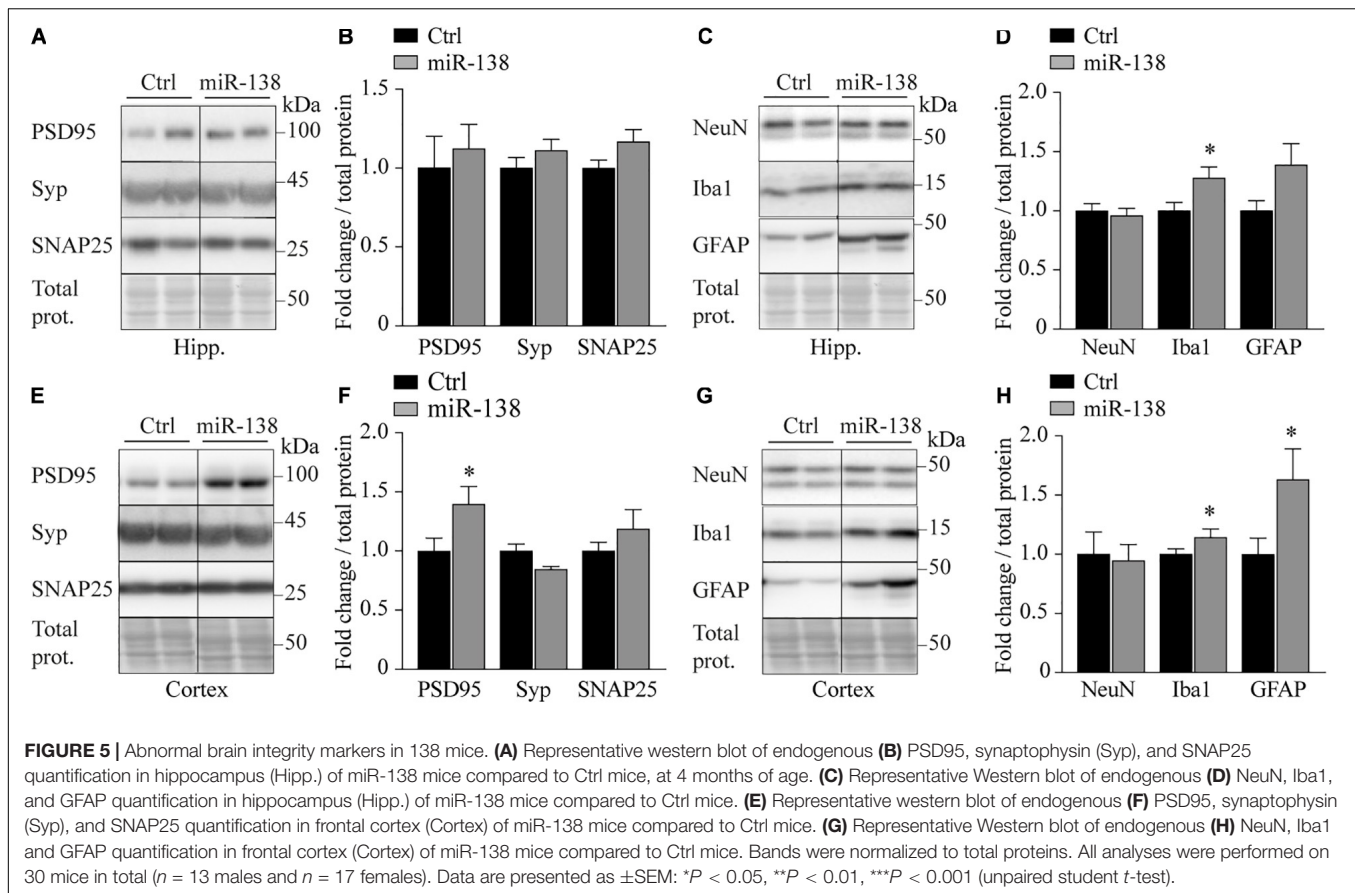 A
Ctrl miR-138
kDa
PSD95
100
Syp
45
SNAP25
25
Total
prot.
50
Hipp.
B
Ctrl
miR-138
Fold change / total protein
1.5
1.0
0.5
0
PSD95 Syp SNAP25
C
Ctrl miR-138
kDa
NeuN
50
Iba1
15
GFAP
50
Total
prot.
50
Hipp.
D
Ctrl
miR-138
Fold change / total protein
2.0
1.5
1.0
0.5
0
*
NeuN Iba1 GFAP
E
Ctrl miR-138
kDa
PSD95
100
Syp
45
SNAP25
25
Total
prot.
50
Cortex
F
Ctrl
miR-138
Fold change / total protein
2.0
1.5
1.0
0.5
0
*
PSD95 Syp SNAP25
G
Ctrl miR-138
kDa
NeuN
50
Iba1
15
GFAP
50
Total
prot.
50
Cortex
H
Ctrl
miR-138
Fold change / total protein
2.0
1.5
1.0
0.5
0
* *
NeuN Iba1 GFAP
FIGURE 5 | Abnormal brain integrity markers in 138 mice. (A) Representative western blot of endogenous (B) PSD95, synaptophysin (Syp), and SNAP25
quantification in hippocampus (Hipp.) of miR-138 mice compared to Ctrl mice, at 4 months of age. (C) Representative Western blot of endogenous (D) NeuN, Iba1,
and GFAP quantification in hippocampus (Hipp.) of miR-138 mice compared to Ctrl mice. (E) Representative western blot of endogenous (F) PSD95, synaptophysin
(Syp), and SNAP25 quantification in frontal cortex (Cortex) of miR-138 mice compared to Ctrl mice. (G) Representative Western blot of endogenous (H) NeuN, Iba1
and GFAP quantification in frontal cortex (Cortex) of miR-138 mice compared to Ctrl mice. Bands were normalized to total proteins. All analyses were performed on
30 mice in total (n = 13 males and n = 17 females). Data are presented as ±SEM: *P < 0.05, **P < 0.01, ***P < 0.001 (unpaired student t-test).